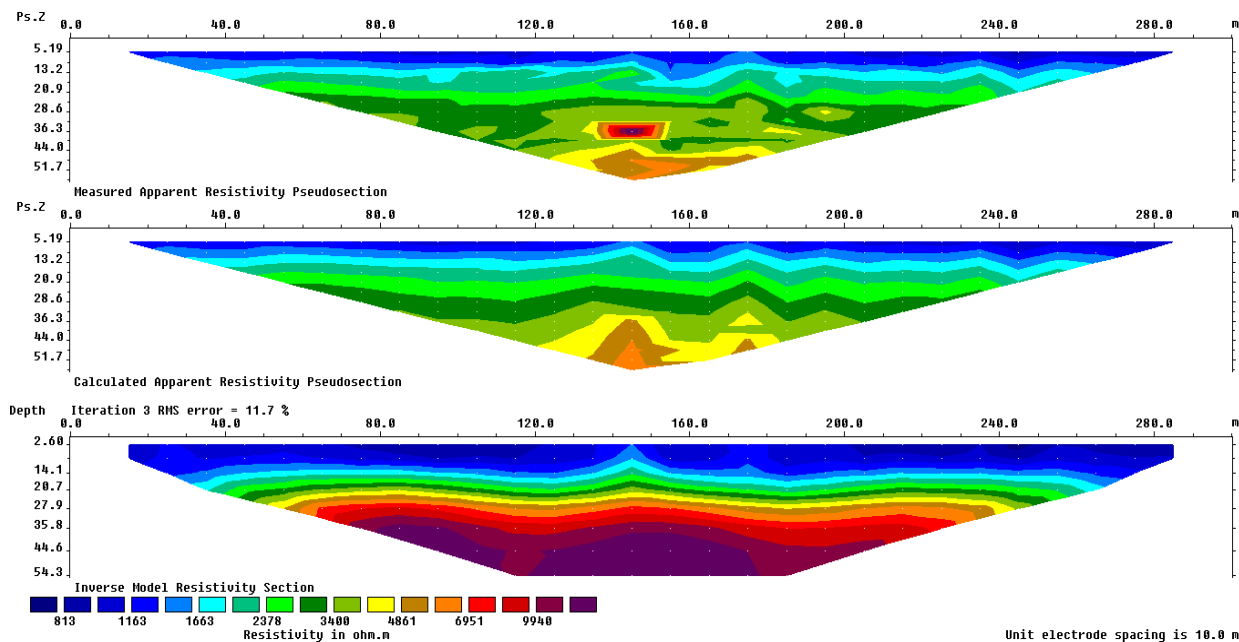 Ps.Z 0.0 40.0 80.0 120.0 160.0 200.0 240.0 280.0 m
5.19
13.2
20.9
28.6
36.3
44.0
51.7
Measured Apparent Resistivity Pseudosection
Ps.Z 0.0 40.0 80.0 120.0 160.0 200.0 240.0 280.0 m
5.19
13.2
20.9
28.6
36.3
44.0
51.7
Calculated Apparent Resistivity Pseudosection
Depth Iteration 3 RMS error = 11.7 %
0.0 40.0 80.0 120.0 160.0 200.0 240.0 280.0 m
2.60
14.1
20.7
27.9
35.8
44.6
54.3
Inverse Model Resistivity Section
813 1163 1663 2378 3400 4861 6951 9940
Resistivity in ohm.m Unit electrode spacing is 10.0 m